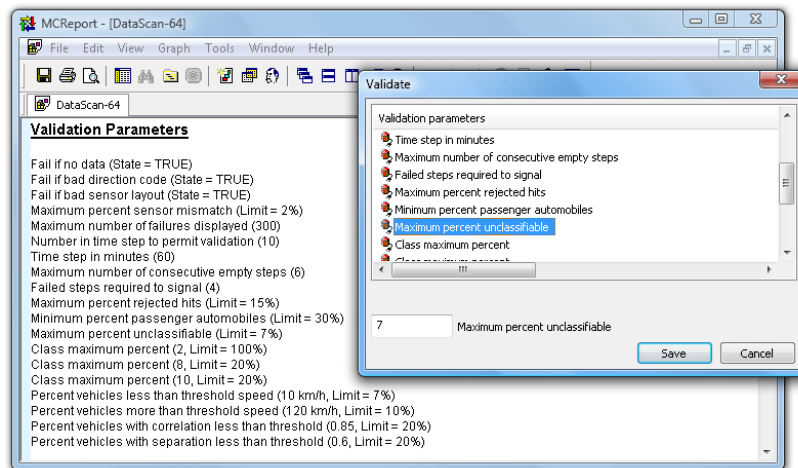 MCReport - [DataScan-64]
File Edit View Graph Tools Window Help
DataScan-64
Validation Parameters
Fail if no data (State = TRUE)
Fail if bad direction code (State = TRUE)
Fail if bad sensor layout (State = TRUE)
Maximum percent sensor mismatch (Limit = 2%)
Maximum number of failures displayed (300)
Number in time step to permit validation (10)
Time step in minutes (60)
Maximum number of consecutive empty steps (6)
Failed steps required to signal (4)
Maximum percent rejected hits (Limit = 15%)
Minimum percent passenger automobiles (Limit = 30%)
Maximum percent unclassifiable (Limit = 7%)
Class maximum percent (2, Limit = 100%)
Class maximum percent (8, Limit = 20%)
Class maximum percent (10, Limit = 20%)
Percent vehicles less than threshold speed (10 km/h, Limit = 7%)
Percent vehicles more than threshold speed (120 km/h, Limit = 10%)
Percent vehicles with correlation less than threshold (0.85, Limit = 20%)
Percent vehicles with separation less than threshold (0.6, Limit = 20%)
Validate
Validation parameters
Time step in minutes
Maximum number of consecutive empty steps
Failed steps required to signal
Maximum percent rejected hits
Minimum percent passenger automobiles
Maximum percent unclassifiable
Class maximum percent
Class maximum percent
7 Maximum percent unclassifiable
Save Cancel